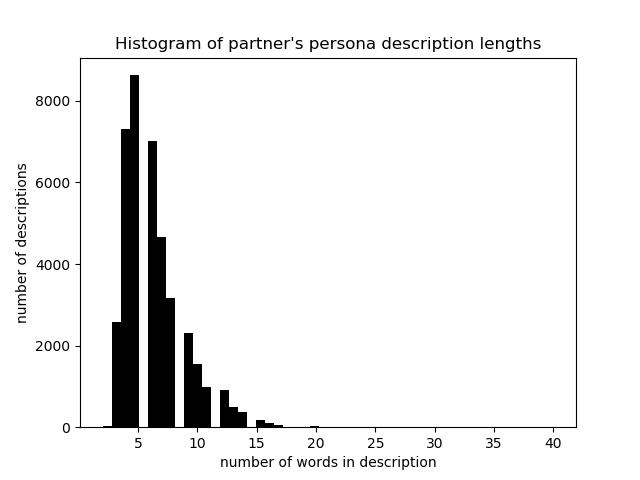 Histogram of partner's persona description lengths
number of descriptions
8000
6000
4000
2000
0
5 10 15 20 25 30 35 40
number of words in description